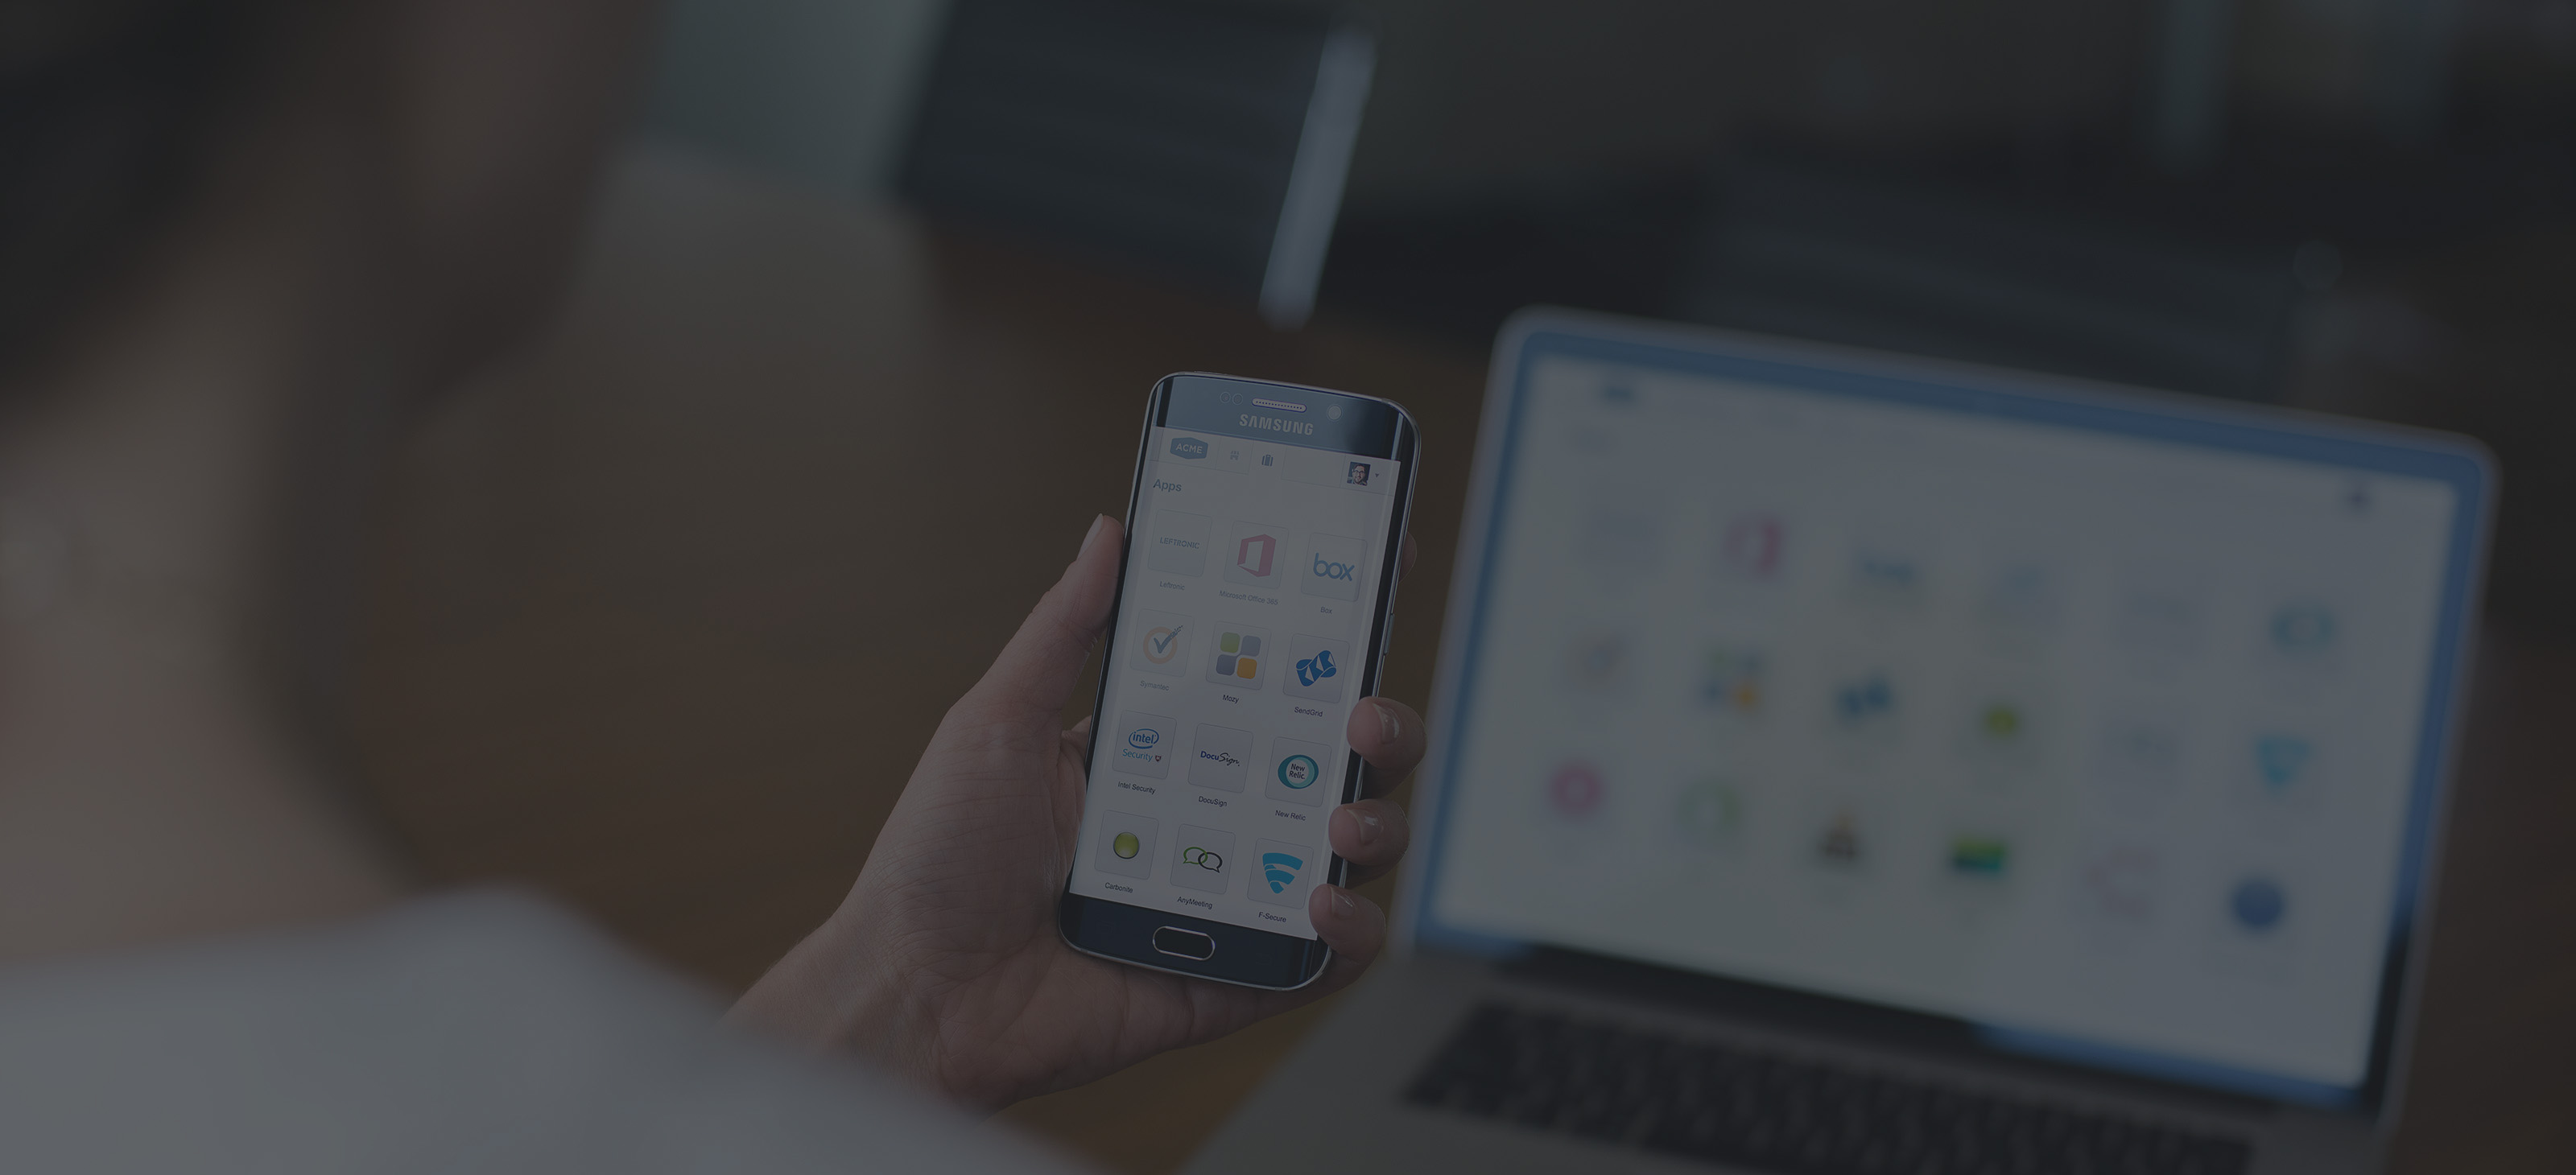 SAMSUNG
ACME
Apps
LEFTRONIC
box
Leftronic
Microsoft Office 365
Box
Symantec
Mozy
SendGrid
intel
Security
DocuSign
New
Relic.
Intel Security
DocuSign
New Relic
Carbonite
AnyMeeting
F-Secure